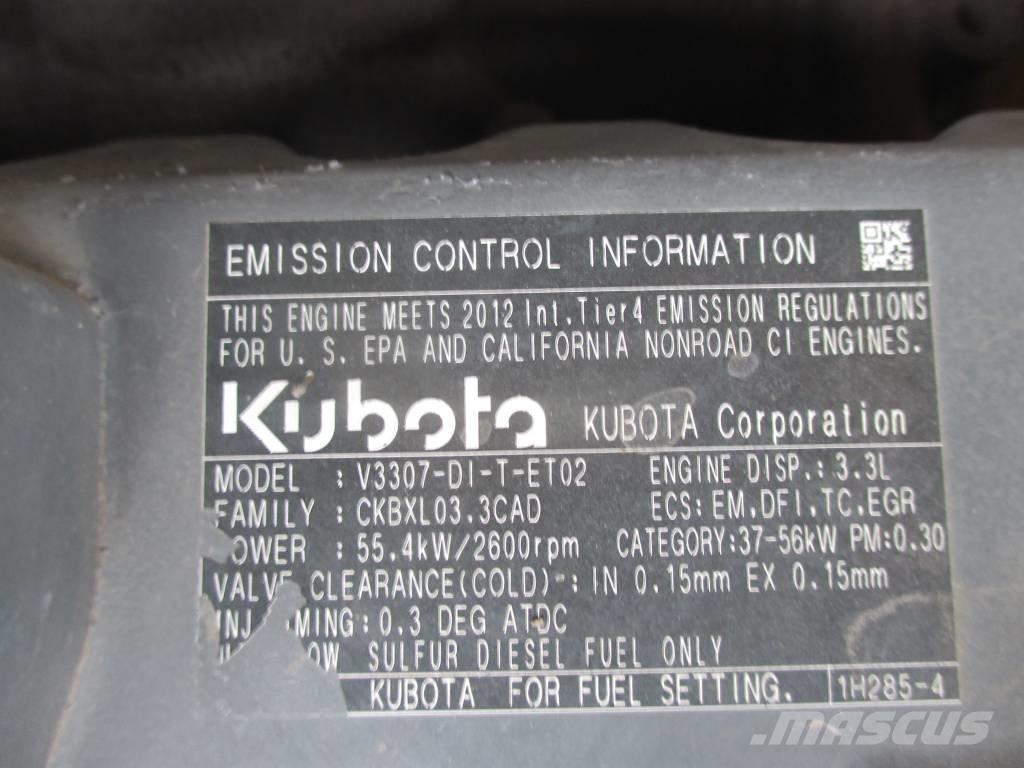 EMISSION CONTROL INFORMATION
THIS ENGINE MEETS 2012 Int.Tier4 EMISSION REGULATIONS
FOR U. S. EPA AND CALIFORNIA NONROAD CI ENGINES.
Kubota KUBOTA Corporation
MODEL : V3307-DI-T-ET02 ENGINE DISP.: 3.3L
FAMILY : CKBXL03.3CAD ECS: EM,DFI,TC,EGR
OWER : 55.4kW/2600rpm CATEGORY:37-56kW PM:0.30
VALVE CLEARANCE(COLD) : IN 0.15mm EX 0.15mm
INJ MING: 0.3 DEG ATDC
OW SULFUR DIESEL FUEL ONLY
KUBOTA FOR FUEL SETTING. 1H285-4
MASCUS